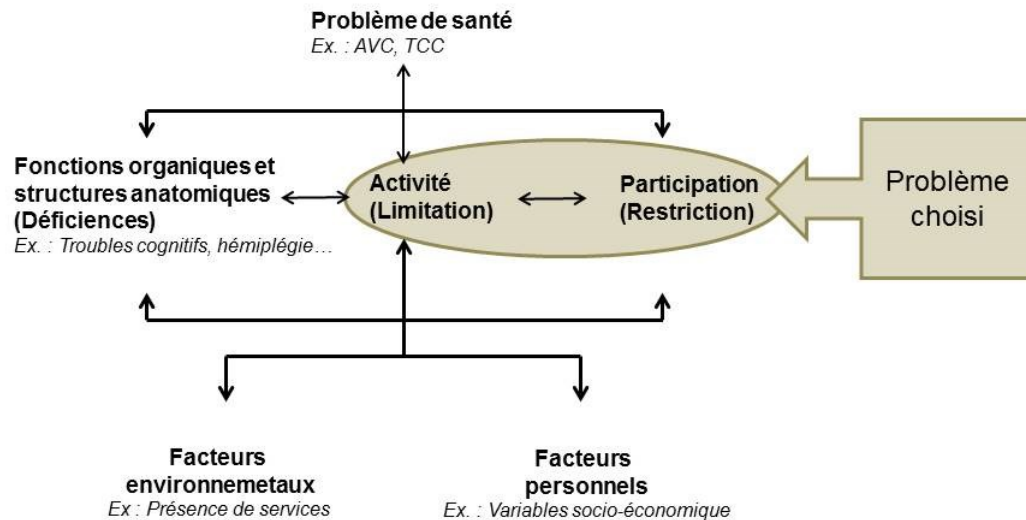 Problème de santé
Ex. : AVC, TCC
Fonctions organiques et
structures anatomiques
(Déficiences)
Ex. : Troubles cognitifs, hémiplégie…
Activité
(Limitation)
Participation
(Restriction)
Problème
choisi
Facteurs
environnemetaux
Ex : Présence de services
Facteurs
personnels
Ex. : Variables socio-économique